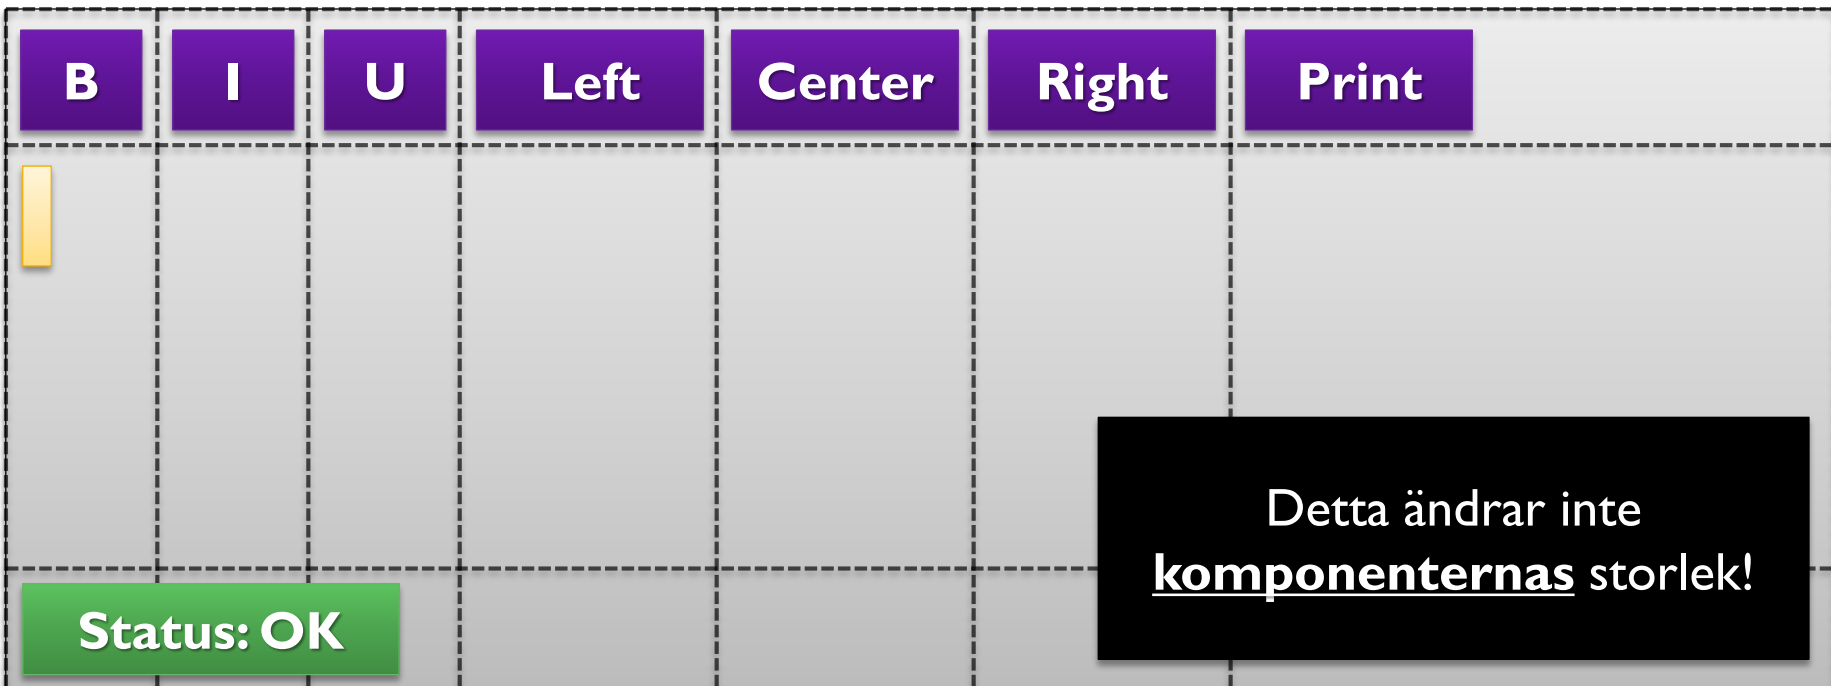 B I U Left Center Right Print
Detta ändrar inte
komponenternas storlek!
Status: OK